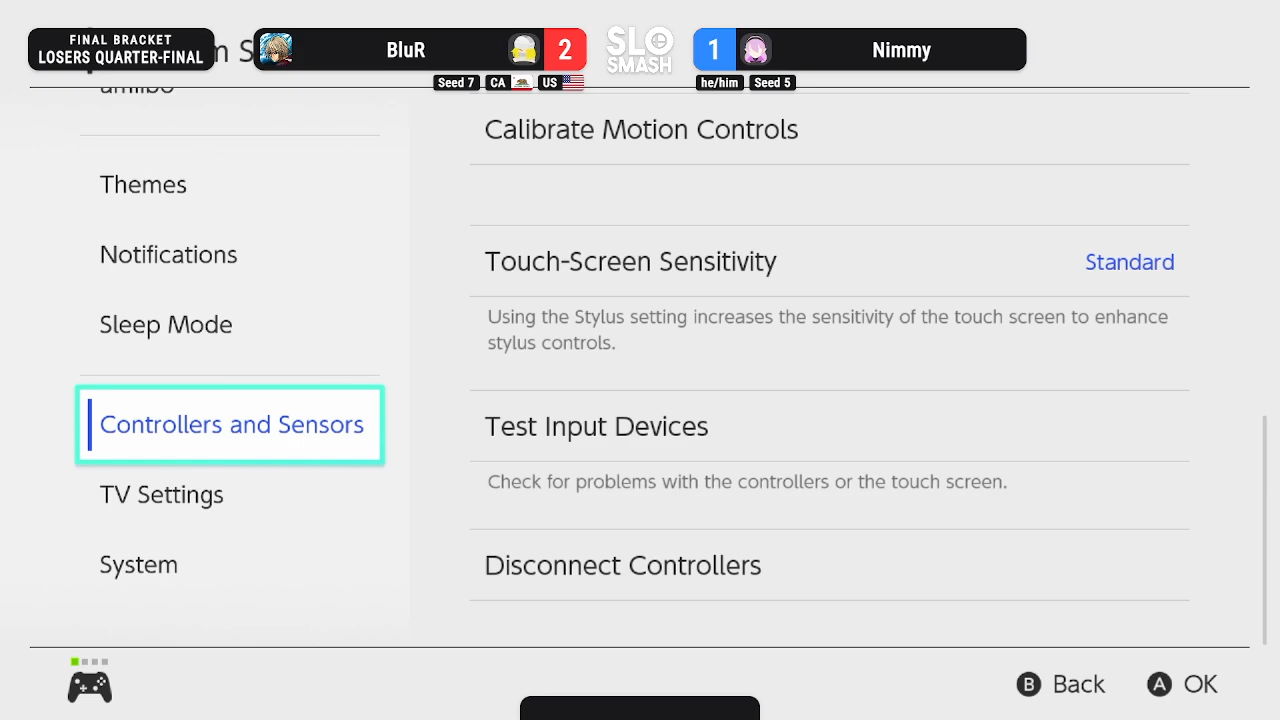 FINAL BRACKET
LOSERS QUARTER-FINAL
BluR
2
SLO
SMASH
1
Nimmy
Seed 7
CA
US
he/him
Seed 5
amiibo
Themes
Notifications
Sleep Mode
Controllers and Sensors
TV Settings
System
Calibrate Motion Controls
Touch-Screen Sensitivity
Standard
Using the Stylus setting increases the sensitivity of the touch screen to enhance
stylus controls.
Test Input Devices
Check for problems with the controllers or the touch screen.
Disconnect Controllers
B Back
A OK